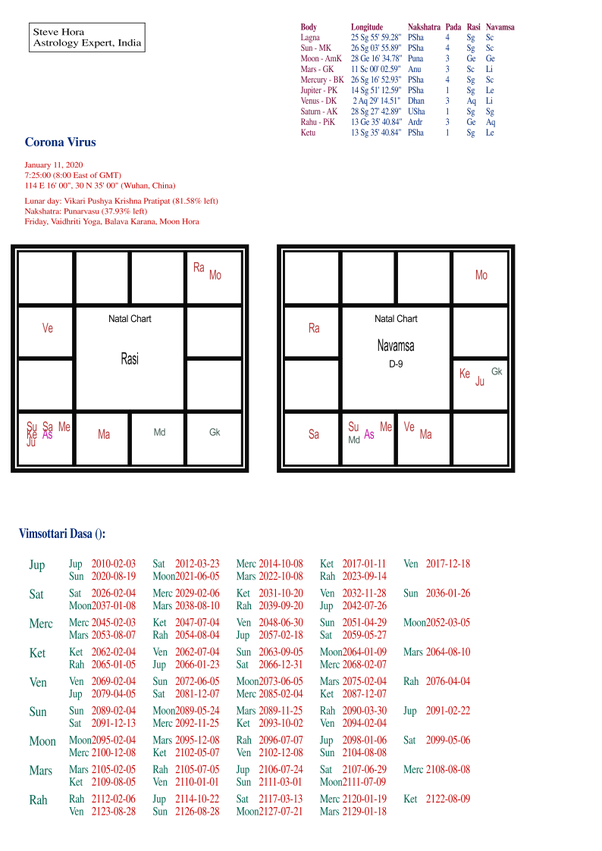 Steve Hora
Astrology Expert, India
Body Longitude Nakshatra Pada Rasi Navamsa
Lagna 25 Sg 55' 59.28" PSha 4 Sg Sc
Sun - MK 26 Sg 03' 55.89" PSha 4 Sg Sc
Moon - AmK 28 Ge 16' 34.78" Puna 3 Ge Ge
Mars - GK 11 Sc 00' 02.59" Anu 3 Sc Li
Mercury - BK 26 Sg 16' 52.93" PSha 4 Sg Sc
Jupiter - PK 14 Sg 51' 12.59" PSha 1 Sg Le
Venus - DK 2 Aq 29' 14.51" Dhan 3 Aq Li
Saturn - AK 28 Sg 27' 42.89" USha 1 Sg Sg
Rahu - PiK 13 Ge 35' 40.84" Ardr 3 Ge Aq
Ketu 13 Sg 35' 40.84" PSha 1 Sg Le
Corona Virus
January 11, 2020
7:25:00 (8:00 East of GMT)
114 E 16' 00", 30 N 35' 00" (Wuhan, China)
Lunar day: Vikari Pushya Krishna Pratipat (81.58% left)
Nakshatra: Punarvasu (37.93% left)
Friday, Vaidhriti Yoga, Balava Karana, Moon Hora
Ra Mo
Ve
Natal Chart
Rasi
Su Sa Me
Ke As
Ju
Ma
Md
Gk
Mo
Ra
Natal Chart
Navamsa
D-9
Ke Ju Gk
Sa
Su Me
Md As
Ve Ma
Vimsottari Dasa ():
Jup Jup 2010-02-03 Sat 2012-03-23 Merc 2014-10-08 Ket 2017-01-11 Ven 2017-12-18
Sun 2020-08-19 Moon2021-06-05 Mars 2022-10-08 Rah 2023-09-14
Sat Sat 2026-02-04 Merc 2029-02-06 Ket 2031-10-20 Ven 2032-11-28 Sun 2036-01-26
Moon2037-01-08 Mars 2038-08-10 Rah 2039-09-20 Jup 2042-07-26
Merc Merc 2045-02-03 Ket 2047-07-04 Ven 2048-06-30 Sun 2051-04-29 Moon2052-03-05
Mars 2053-08-07 Rah 2054-08-04 Jup 2057-02-18 Sat 2059-05-27
Ket Ket 2062-02-04 Ven 2062-07-04 Sun 2063-09-05 Moon2064-01-09 Mars 2064-08-10
Rah 2065-01-05 Jup 2066-01-23 Sat 2066-12-31 Merc 2068-02-07
Ven Ven 2069-02-04 Sun 2072-06-05 Moon2073-06-05 Mars 2075-02-04 Rah 2076-04-04
Jup 2079-04-05 Sat 2081-12-07 Merc 2085-02-04 Ket 2087-12-07
Sun Sun 2089-02-04 Moon2089-05-24 Mars 2089-11-25 Rah 2090-03-30 Jup 2091-02-22
Sat 2091-12-13 Merc 2092-11-25 Ket 2093-10-02 Ven 2094-02-04
Moon Moon2095-02-04 Mars 2095-12-08 Rah 2096-07-07 Jup 2098-01-06 Sat 2099-05-06
Merc 2100-12-08 Ket 2102-05-07 Ven 2102-12-08 Sun 2104-08-08
Mars Mars 2105-02-05 Rah 2105-07-05 Jup 2106-07-24 Sat 2107-06-29 Merc 2108-08-08
Ket 2109-08-05 Ven 2110-01-01 Sun 2111-03-01 Moon2111-07-09
Rah Rah 2112-02-06 Jup 2114-10-22 Sat 2117-03-13 Merc 2120-01-19 Ket 2122-08-09
Ven 2123-08-28 Sun 2126-08-28 Moon2127-07-21 Mars 2129-01-18